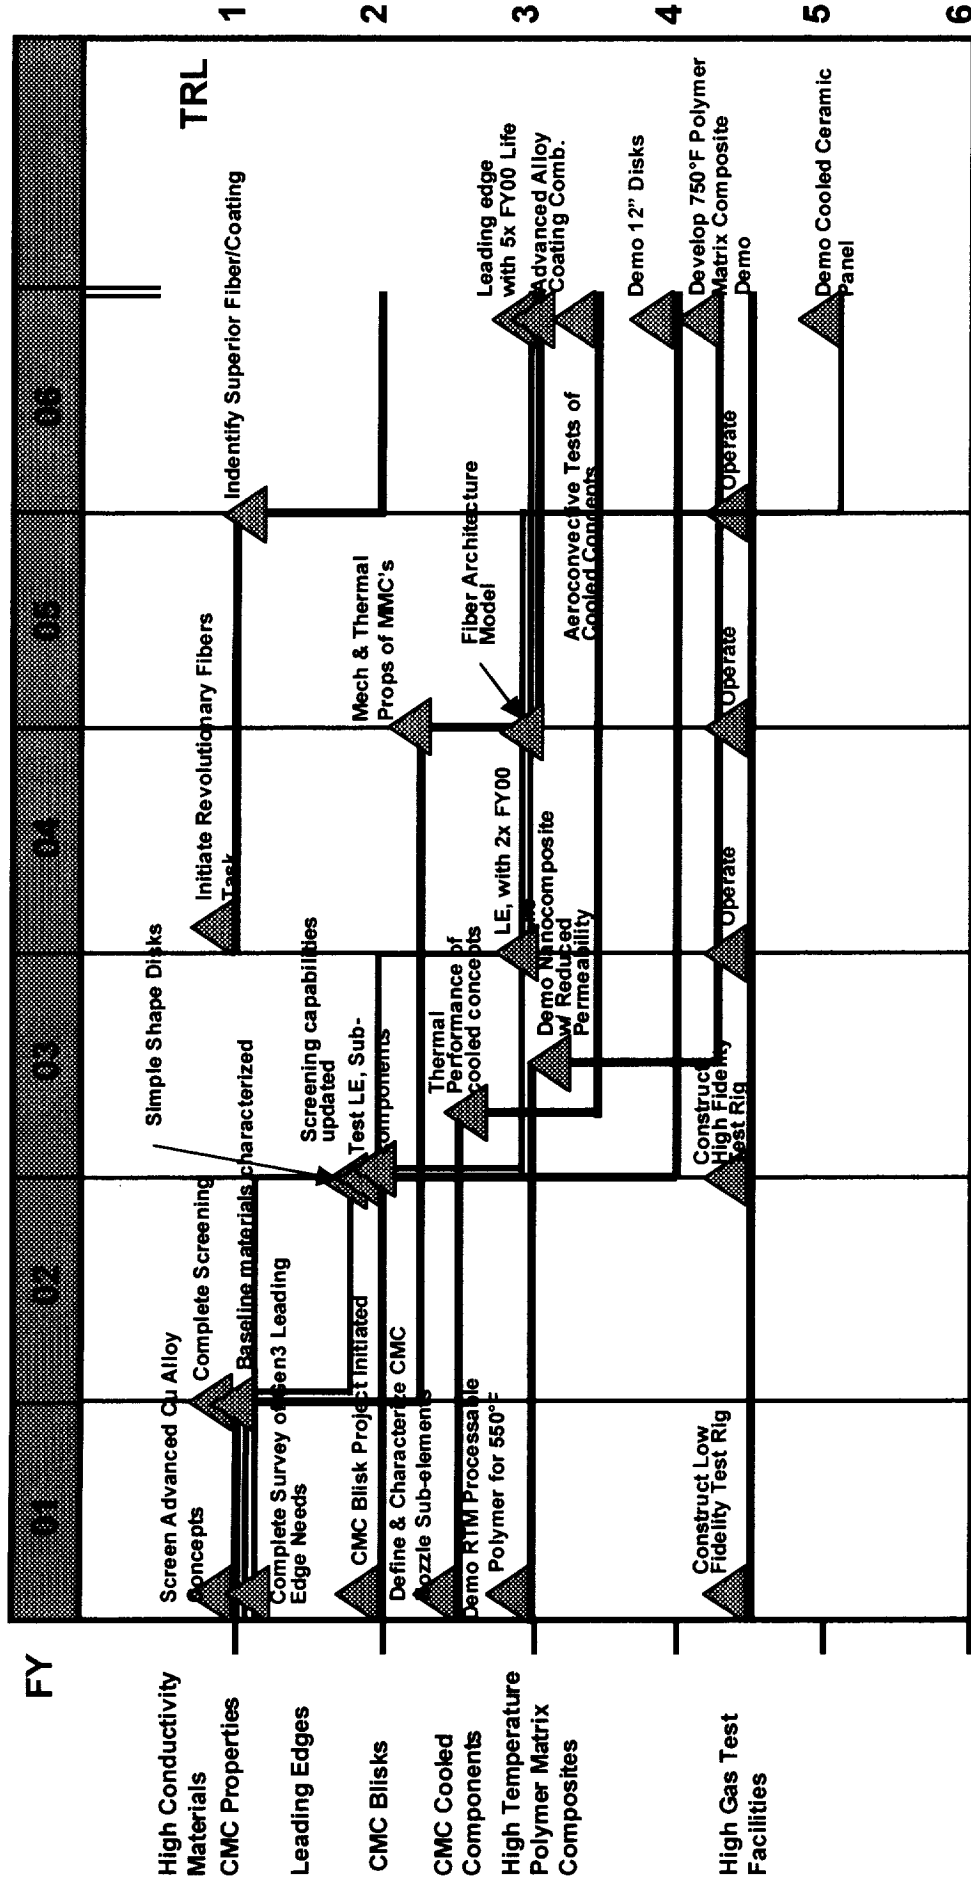 FY
01
02
03
04
05
06
TRL
1
2
3
4
5
6
High Conductivity
Materials
CMC Properties
Leading Edges
CMC Blisks
CMC Cooled
Components
High Temperature
Polymer Matrix
Composites
High Gas Test
Facilities
Screen Advanced Cu Alloy
Concepts
Complete Screening
Baseline materials characterized
Complete Survey of Gen3 Leading
Edge Needs
CMC Blisk Project Initiated
Define & Characterize CMC
Nozzle Sub-elements
Demo RTM Processable
Polymer for 550°F
Construct Low
Fidelity Test Rig
Simple Shape Disks
Screening capabilities
updated
Test LE, Sub-
components
Thermal
Performance of
cooled concepts
LE, with 2x FY00
Demo Nanocomposite
w/ Reduced
Permeability
Construct
High Fidelity
Test Rig
Initiate Revolutionary Fibers
Task
Mech & Thermal
Props of MMC's
Fiber Architecture
Model
Aeroconvective Tests of
Cooled Concepts
Operate
Operate
Operate
Indentify Superior Fiber/Coating
Leading edge
with 5x FY00 Life
Advanced Alloy
Coating Comb.
Demo 12" Disks
Develop 750°F Polymer
Matrix Composite
Demo
Demo Cooled Ceramic
Panel